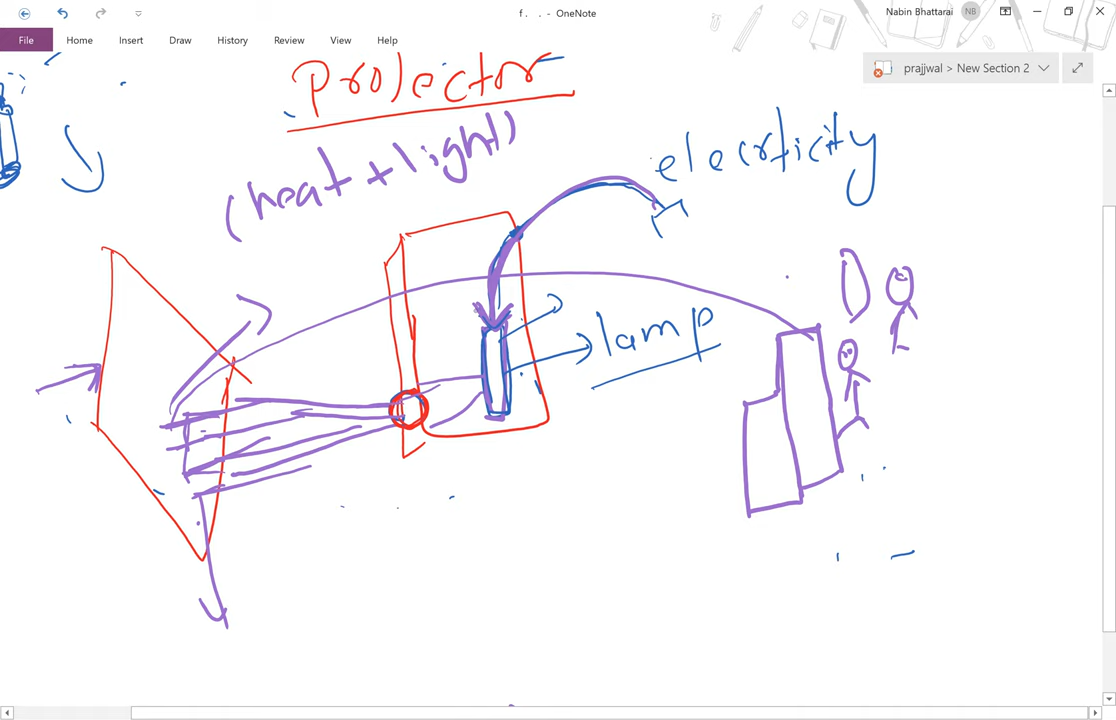 f. . - OneNote
Nabin Bhattarai NB
File Home Insert Draw History Review View Help
prajjwal > New Section 2
Projector
(heat + light)
elecrticity
lamp